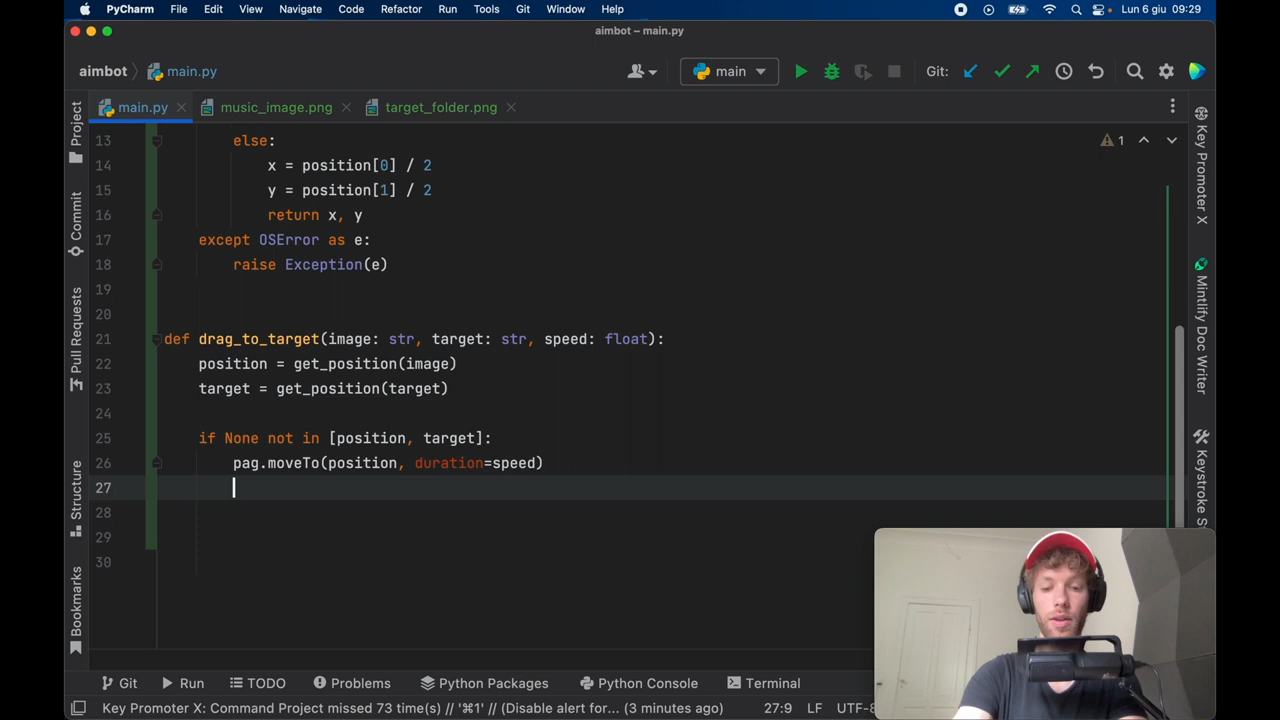 PyCharm File Edit View Navigate Code Refactor Run Tools Git Window Help Lun 6 giu 09:29
aimbot – main.py
aimbot main.py main Git:
main.py music_image.png target_folder.png
13 else: 1
14 x = position[0] / 2
15 y = position[1] / 2
16 return x, y
17 except OSError as e:
18 raise Exception(e)
19
20
21 def drag_to_target(image: str, target: str, speed: float):
22 position = get_position(image)
23 target = get_position(target)
24
25 if None not in [position, target]:
26 pag.moveTo(position, duration=speed)
27
28
29
30
Project
Commit
Pull Requests
Structure
Bookmarks
Key Promoter X
Mintlify Doc Writer
Keystroke S
Git Run TODO Problems Python Packages Python Console Terminal
Key Promoter X: Command Project missed 73 time(s) // '⌘1' // (Disable alert for... (3 minutes ago) 27:9 LF UTF-8